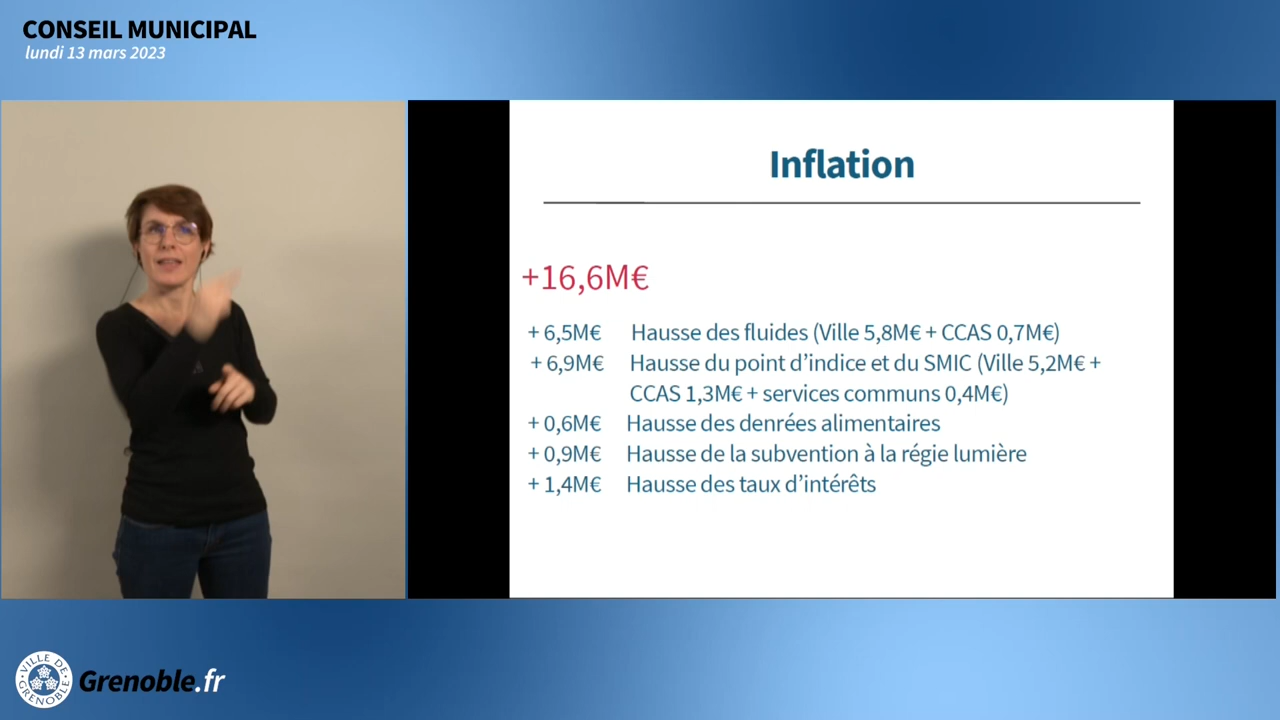 CONSEIL MUNICIPAL
lundi 13 mars 2023
Inflation
+16,6M€
+ 6,5M€ Hausse des fluides (Ville 5,8M€ + CCAS 0,7M€)
+ 6,9M€ Hausse du point d’indice et du SMIC (Ville 5,2M€ +
CCAS 1,3M€ + services communs 0,4M€)
+ 0,6M€ Hausse des denrées alimentaires
+ 0,9M€ Hausse de la subvention à la régie lumière
+ 1,4M€ Hausse des taux d’intérêts
VILLE DE GRENOBLE
Grenoble.fr